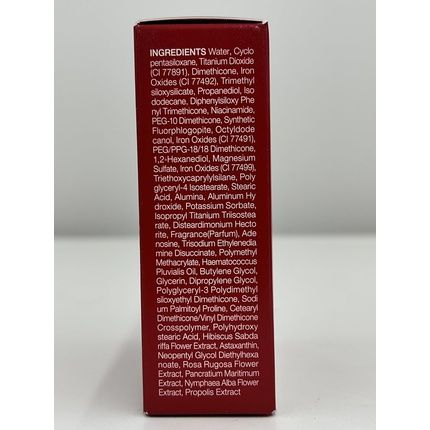 INGREDIENTS Water, Cyclo
pentasiloxane, Titanium Dioxide
(CI 77891), Dimethicone, Iron
Oxides (CI 77492), Trimethyl
siloxysilicate, Propanediol, Iso
dodecane, Diphenylsiloxy Phe
nyl Trimethicone, Niacinamide,
PEG-10 Dimethicone, Synthetic
Fluorphlogopite, Octyldode
canol, Iron Oxides (CI 77491),
PEG/PPG-18/18 Dimethicone,
1,2-Hexanediol, Magnesium
Sulfate, Iron Oxides (CI 77499),
Triethoxycaprylylsilane, Poly
glyceryl-4 Isostearate, Stearic
Acid, Alumina, Aluminum Hy
droxide, Potassium Sorbate,
Isopropyl Titanium Triisostea
rate, Disteardimonium Hecto
rite, Fragrance(Parfum), Ade
nosine, Trisodium Ethylenedia
mine Disuccinate, Polymethyl
Methacrylate, Haematococcus
Pluvialis Oil, Butylene Glycol,
Glycerin, Dipropylene Glycol,
Polyglyceryl-3 Polydimethyl
siloxyethyl Dimethicone, Sodi
um Palmitoyl Proline, Cetearyl
Dimethicone/Vinyl Dimethicone
Crosspolymer, Polyhydroxy
stearic Acid, Hibiscus Sabda
riffa Flower Extract, Astaxanthin,
Neopentyl Glycol Diethylhexa
noate, Rosa Rugosa Flower
Extract, Pancratium Maritimum
Extract, Nymphaea Alba Flower
Extract, Propolis Extract